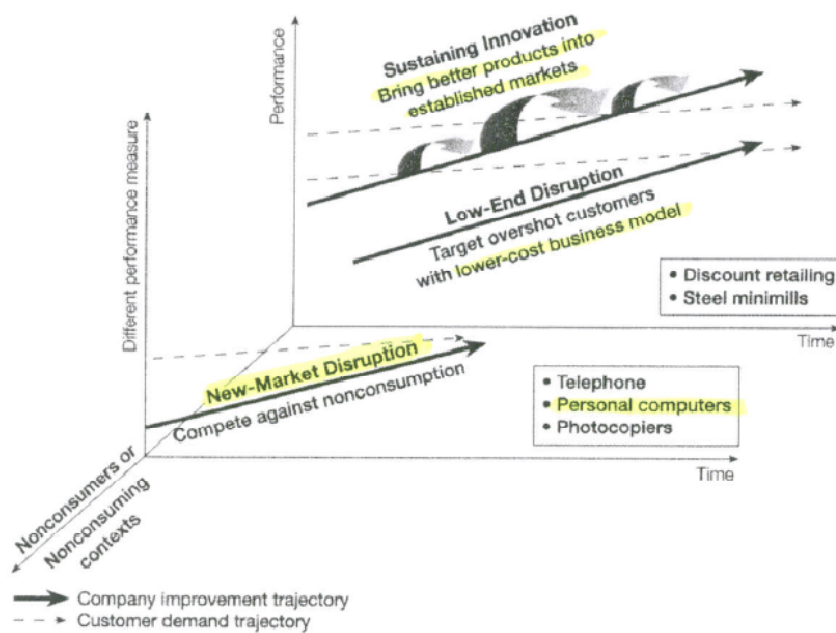 Performance
Sustaining Innovation
Bring better products into
established markets
Different performance measure
Low-End Disruption
Target overshot customers
with lower-cost business model
• Discount retailing
• Steel minimills
Time
New-Market Disruption
Compete against nonconsumption
• Telephone
• Personal computers
• Photocopiers
Time
Nonconsumers or
Nonconsuming
contexts
Company improvement trajectory
Customer demand trajectory